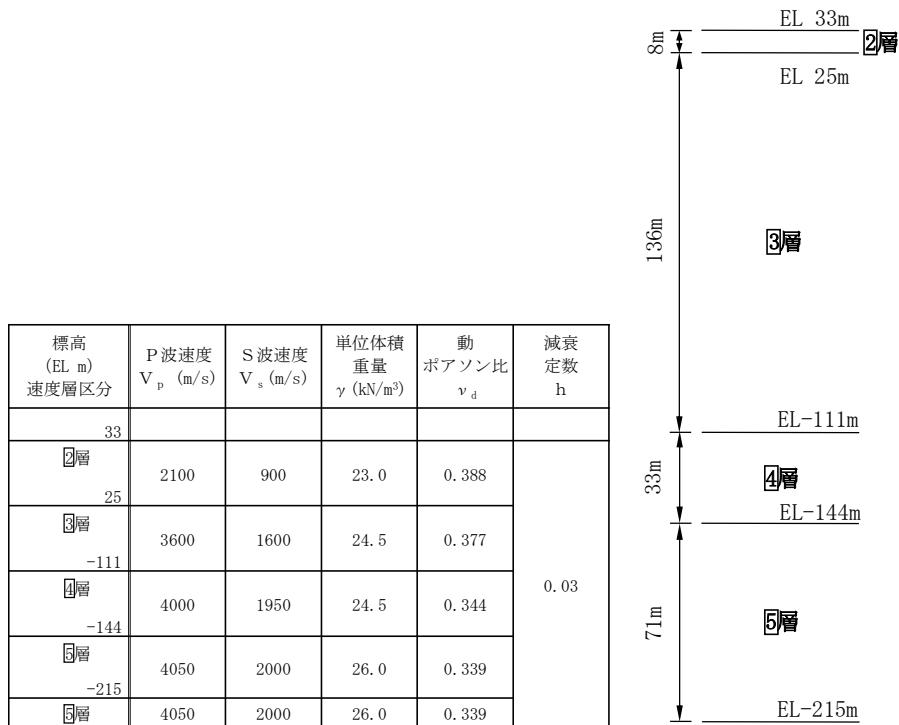 標高
(EL m)
速度層区分
P波速度
Vp (m/s)
S波速度
Vs (m/s)
単位体積
重量
γ (kN/m³)
動
ポアソン比
νd
減衰
定数
h
33
2層
25
2100
900
23.0
0.388
3層
-111
3600
1600
24.5
0.377
4層
-144
4000
1950
24.5
0.344
5層
-215
4050
2000
26.0
0.339
5層
4050
2000
26.0
0.339
0.03
EL 33m
8m
2層
EL 25m
136m
3層
EL-111m
33m
4層
EL-144m
71m
5層
EL-215m